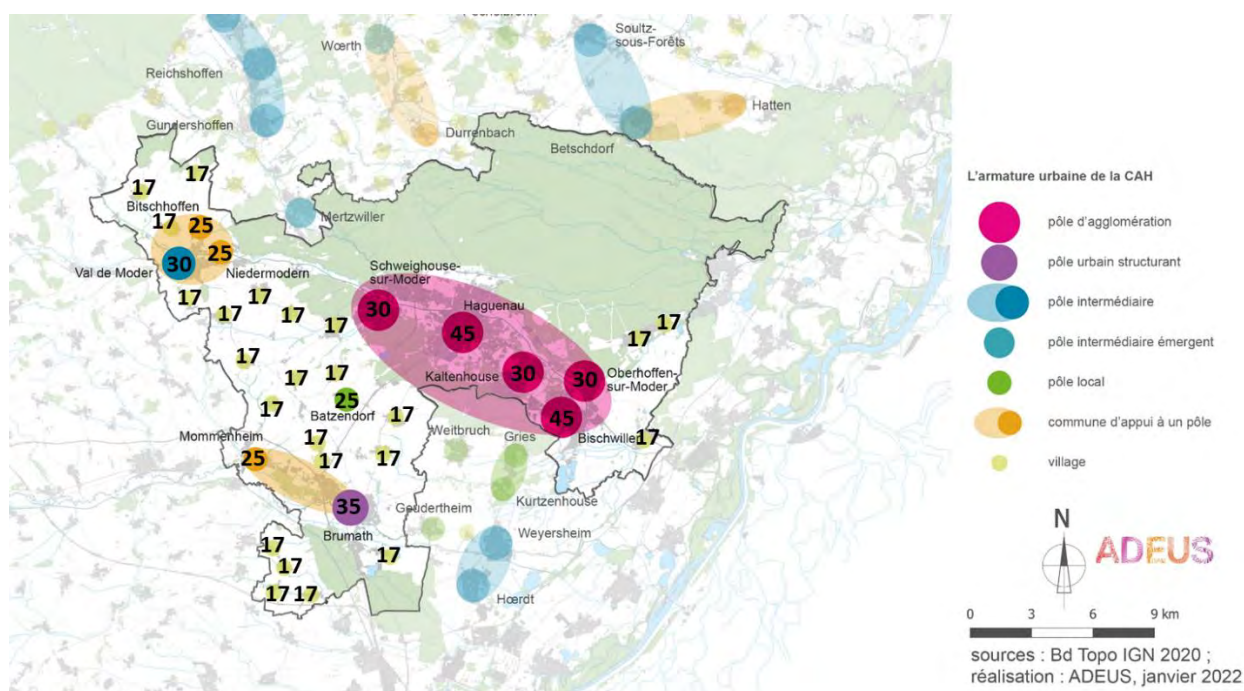 Wœrth
Soultz-
sous-Forêts
Reichshoffen
Hatten
Gundershoffen
Durrenbach
Betschdorf
17
17
Bitschhoffen
Mertzwiller
17
25
25
30
Val de Moder
Niedermodern
Schweighouse-
sur-Moder
17
17
17
17
17
30
Haguenau
45
17
17
17
17
17
Kaltenhouse
30
30
Oberhoffen-
sur-Moder
25
Batzendorf
17
17
45
Bischwiller
17
Mommenheim
17
Weitbruch
Gries
25
17
17
Kurtzenhouse
35
Brumath
Geudertheim
Weyersheim
17
17
17
17
17
Hœrdt
L'armature urbaine de la CAH
pôle d'agglomération
pôle urbain structurant
pôle intermédiaire
pôle intermédiaire émergent
pôle local
commune d'appui à un pôle
village
N
ADEUS
0 3 6 9 km
sources : Bd Topo IGN 2020 ;
réalisation : ADEUS, janvier 2022